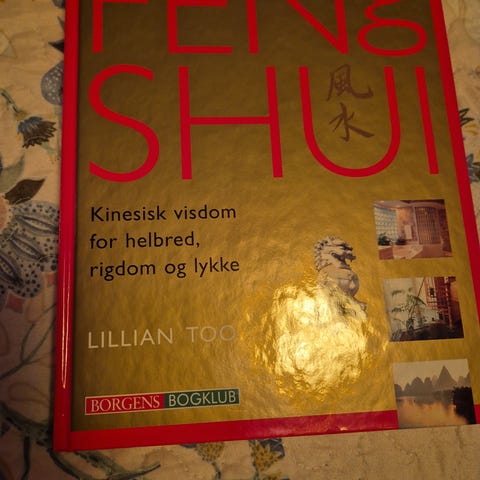 FENG
SHUI
風
水
Kinesisk visdom
for helbred,
rigdom og lykke
LILLIAN TOO
BORGENS BOGKLUB